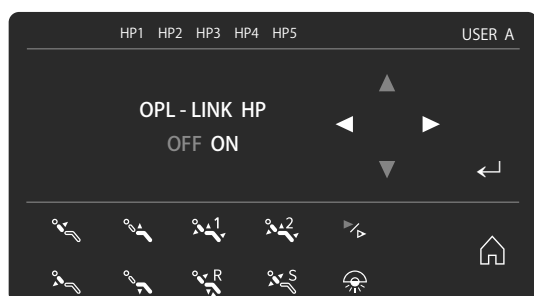 HP1 HP2 HP3 HP4 HP5 USER A
OPL - LINK HP
OFF ON
1 2
R S